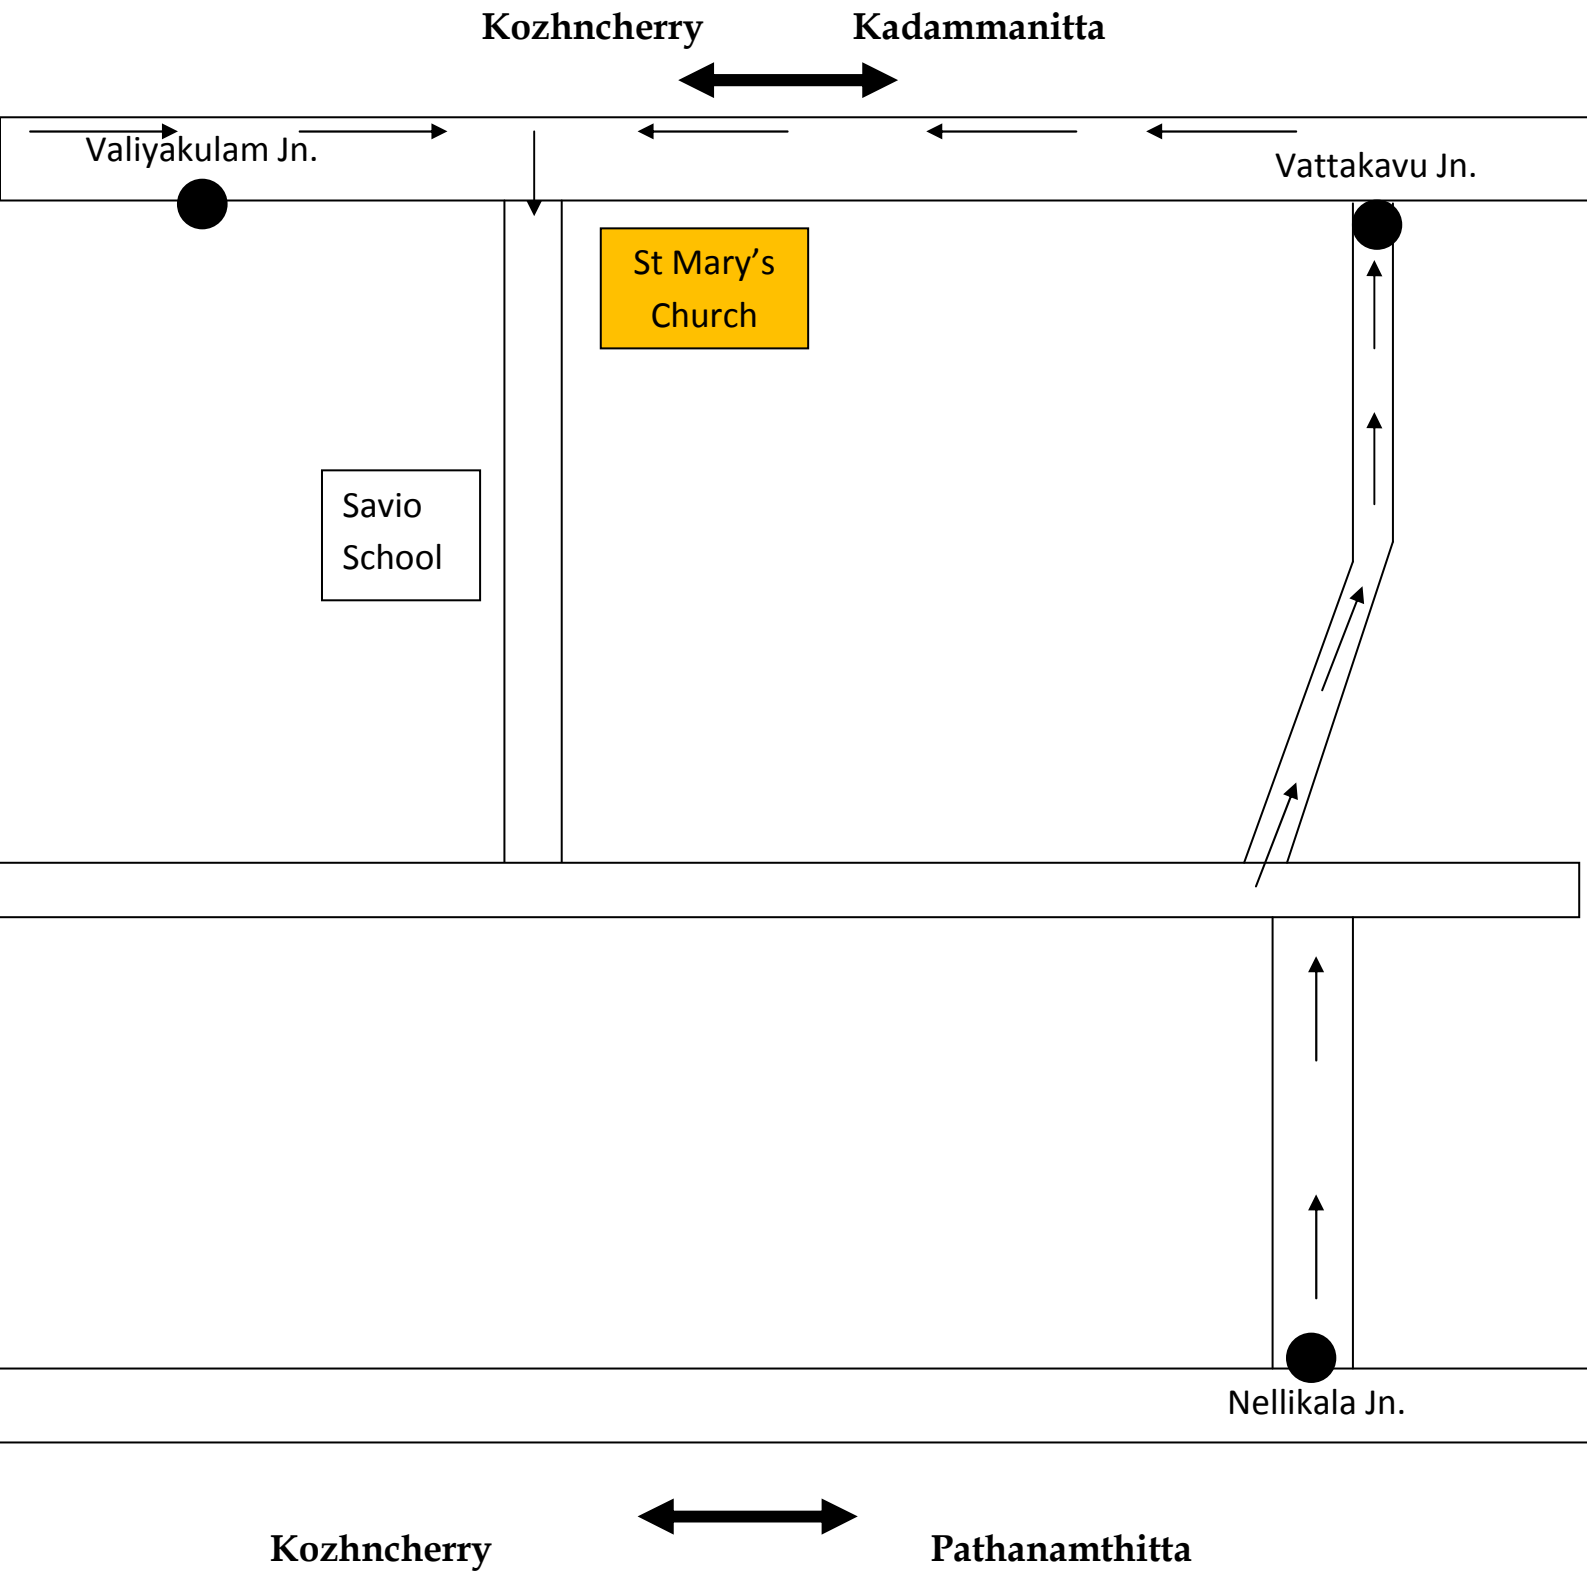 Kozhncherry Kadammanitta
Valiyakulam Jn.
Vattakavu Jn.
St Mary’s
Church
Savio
School
Nellikala Jn.
Kozhncherry Pathanamthitta